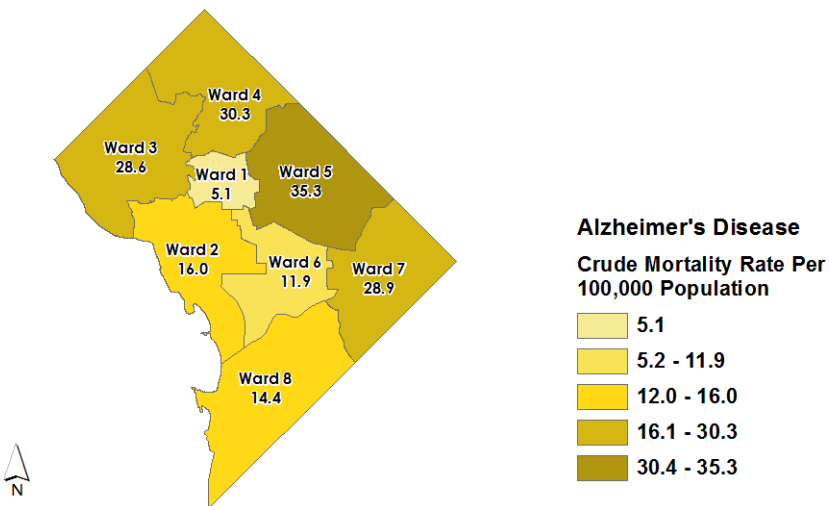 Ward 4
30.3
Ward 3
28.6
Ward 5
35.3
Ward 1
5.1
Ward 2
16.0
Ward 6
11.9
Ward 7
28.9
Ward 8
14.4
N
Alzheimer's Disease
Crude Mortality Rate Per
100,000 Population
5.1
5.2 - 11.9
12.0 - 16.0
16.1 - 30.3
30.4 - 35.3